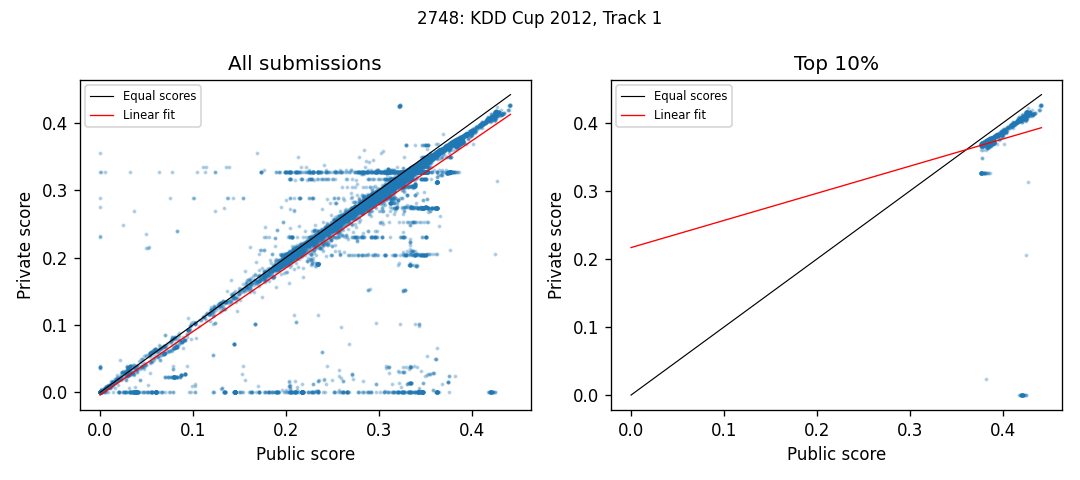 2748: KDD Cup 2012, Track 1
All submissions
Equal scores
Linear fit
Private score
0.4
0.3
0.2
0.1
0.0
0.0 0.1 0.2 0.3 0.4
Public score
Top 10%
Equal scores
Linear fit
Private score
0.4
0.3
0.2
0.1
0.0
0.0 0.1 0.2 0.3 0.4
Public score